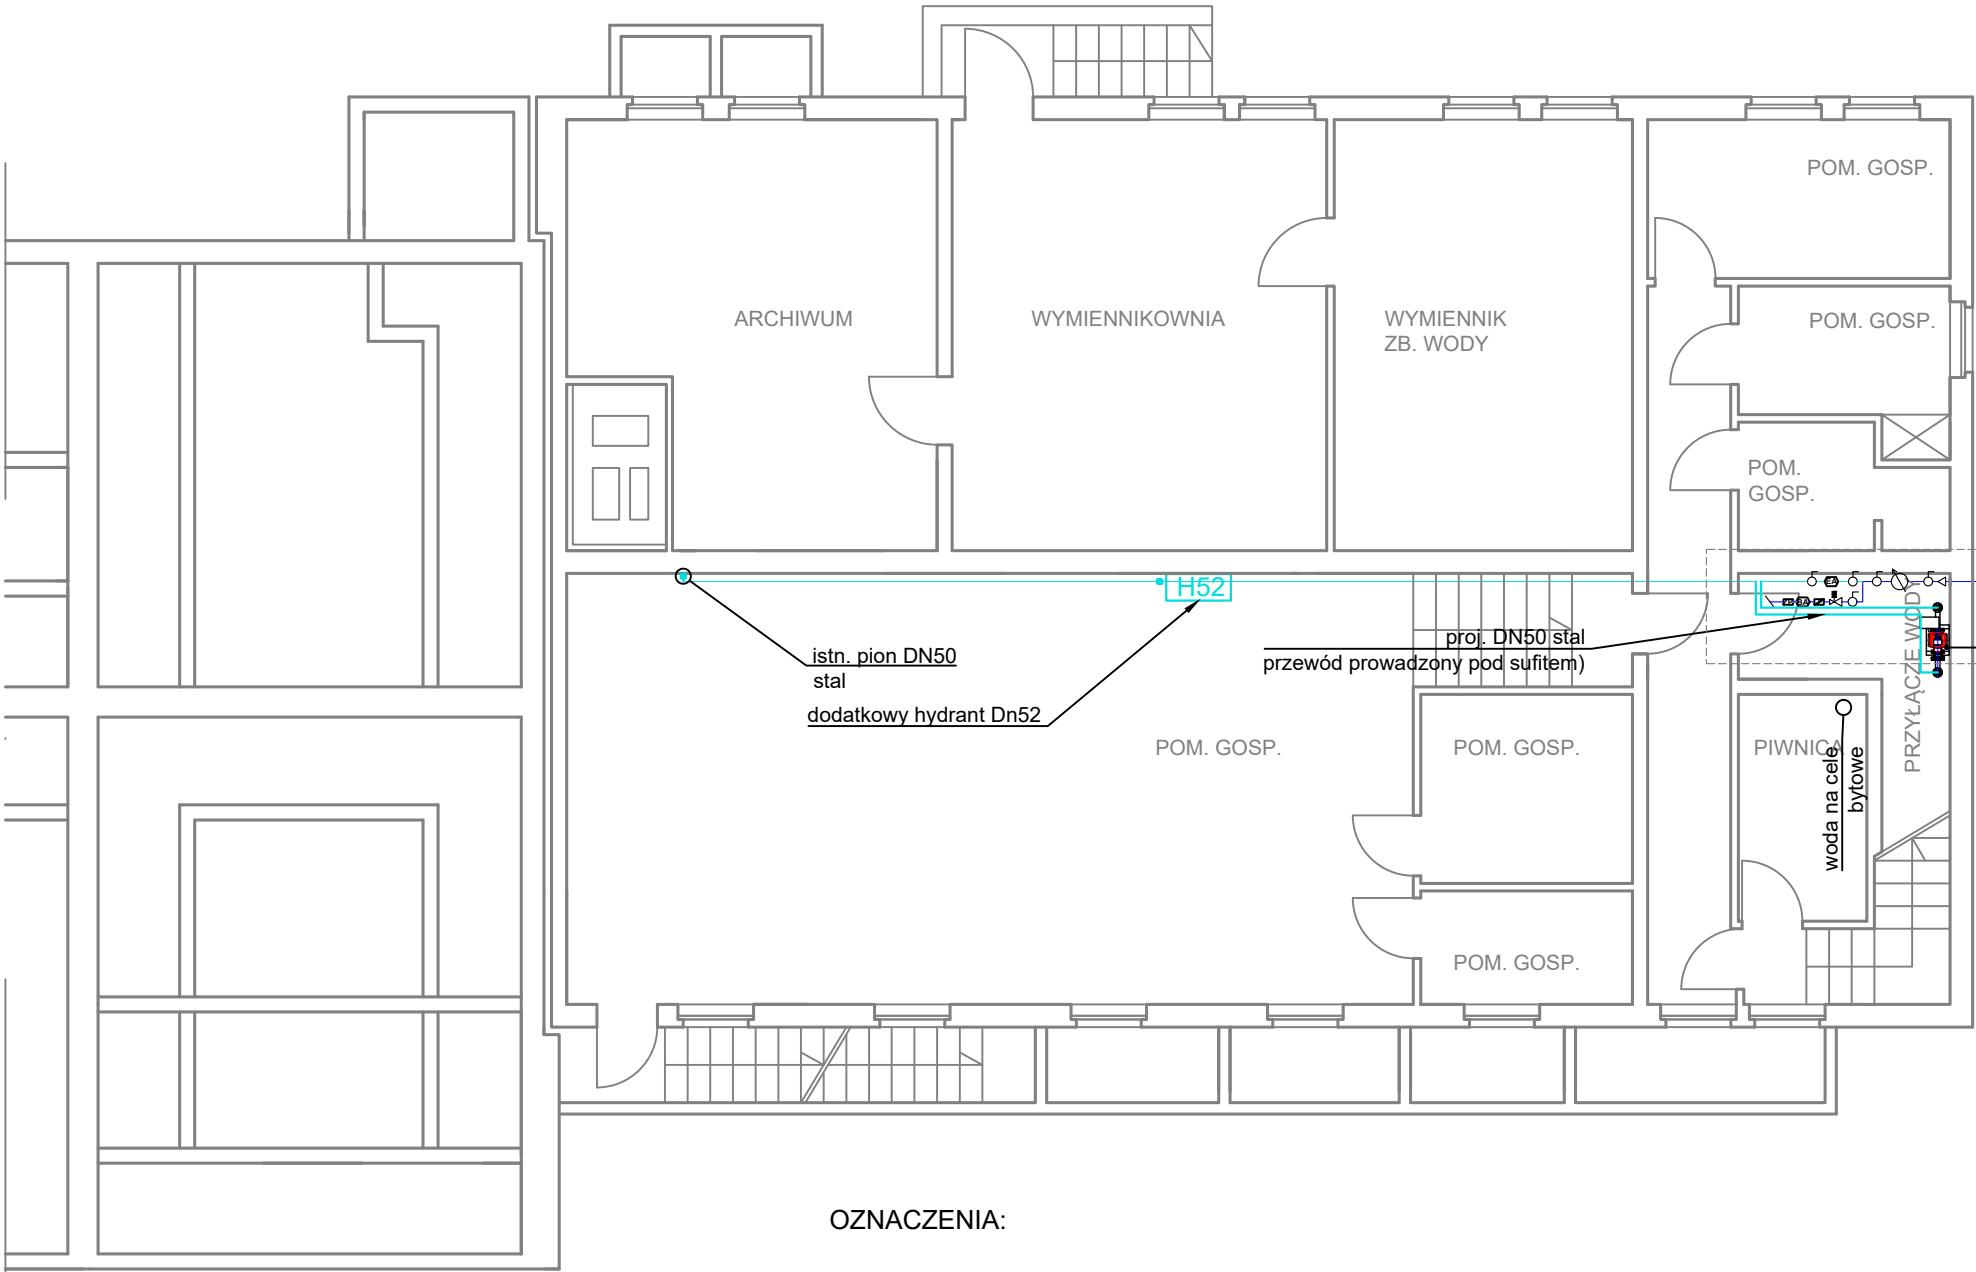 POM. GOSP.
ARCHIWUM
WYMIENNIKOWNIA
WYMIENNIK
ZB. WODY
POM. GOSP.
POM.
GOSP.
H52
EA
BA
istn. pion DN50
stal
dodatkowy hydrant Dn52
proj. DN50 stal
przewód prowadzony pod sufitem)
PRZYŁĄCZE WODY
POM. GOSP.
POM. GOSP.
PIWNICA
woda na cele
bytowe
POM. GOSP.
OZNACZENIA: